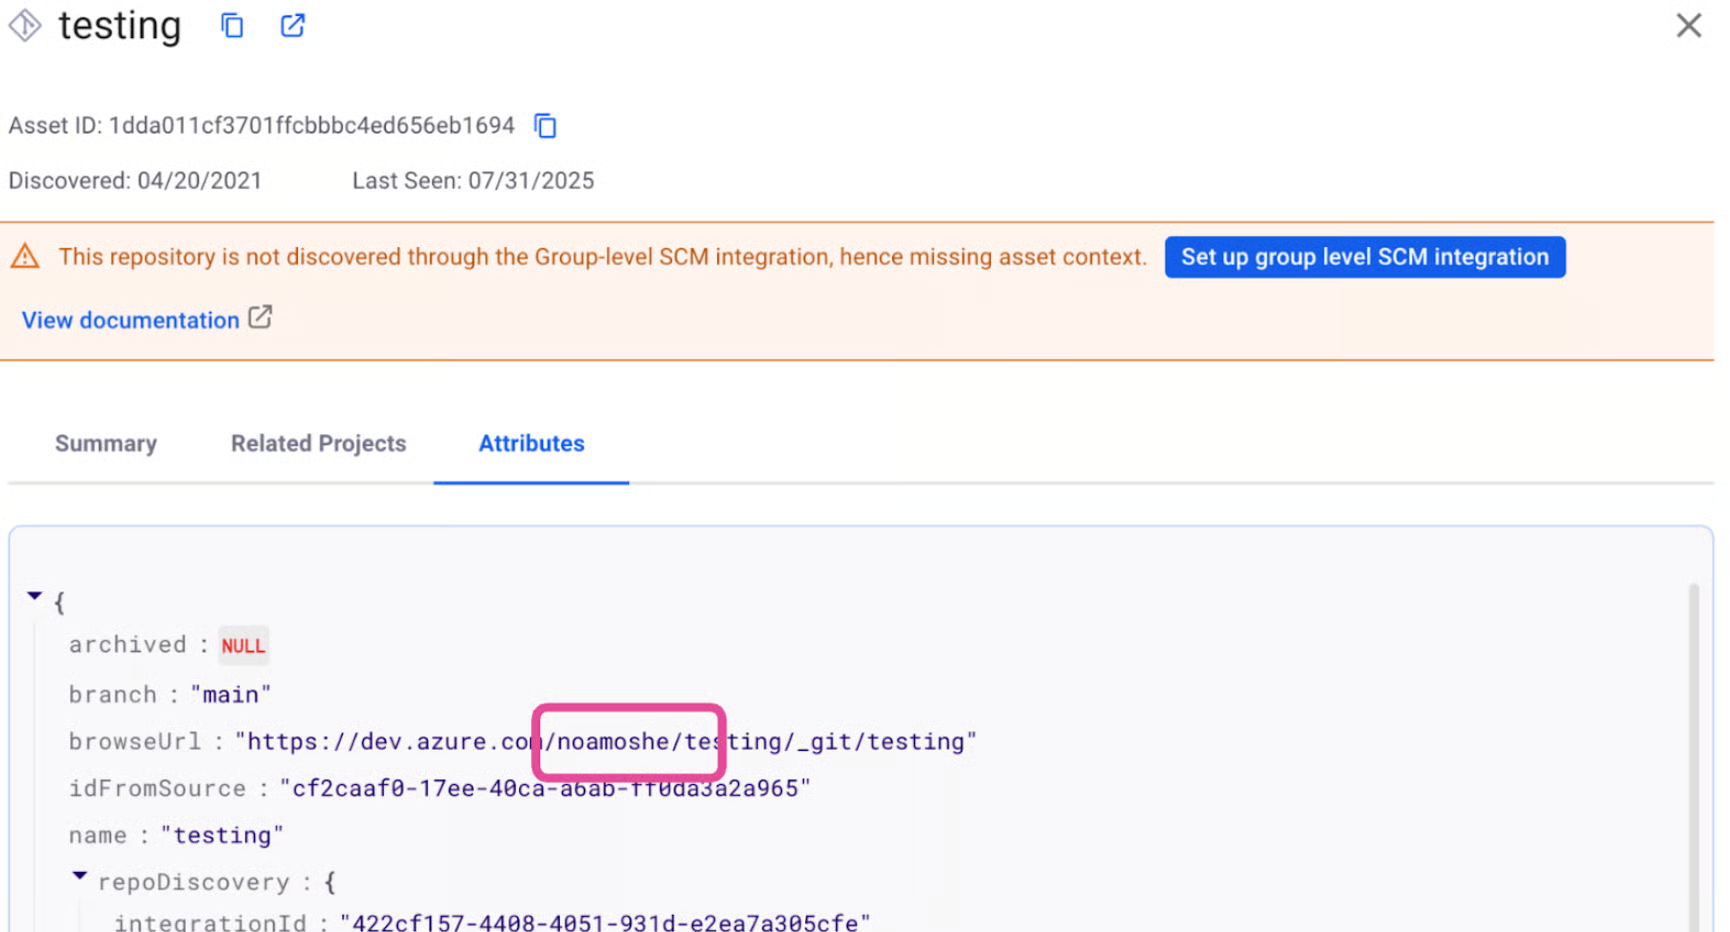 testing
Asset ID: 1dda011cf3701ffcbbbc4ed656eb1694
Discovered: 04/20/2021 Last Seen: 07/31/2025
This repository is not discovered through the Group-level SCM integration, hence missing asset context. Set up group level SCM integration
View documentation
Summary Related Projects Attributes
{
archived : NULL
branch : "main"
browseUrl : "https://dev.azure.com/noamoshe/testing/_git/testing"
idFromSource : "cf2caaf0-17ee-40ca-a6ab-ff0da3a2a965"
name : "testing"
repoDiscovery : {
integrationId : "422cf157-4408-4051-931d-e2ea7a305cfe"